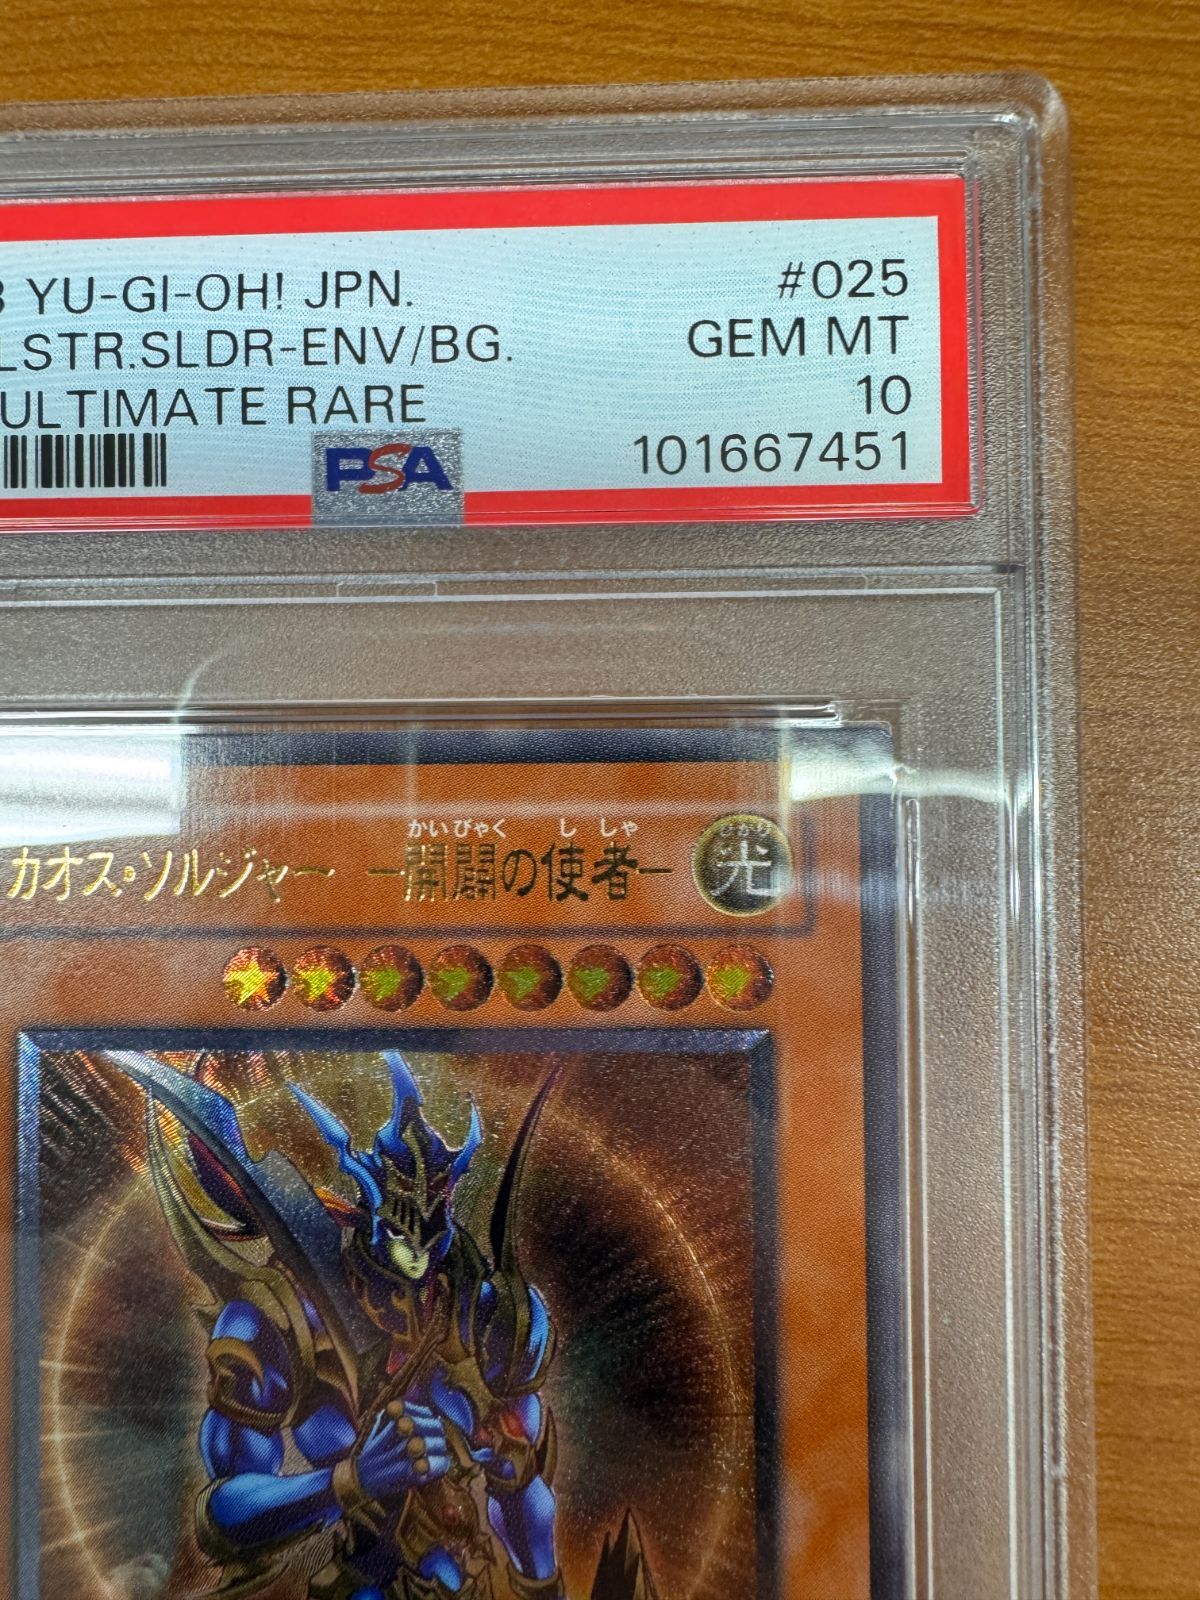 3 YU-GI-OH! JPN. #025
LSTR.SLDR-ENV/BG. GEM MT
ULTIMATE RARE 10
PSA 101667451
かいびゃく ししゃ ひかり
カオス・ソルジャー －開闢の使者－ 光